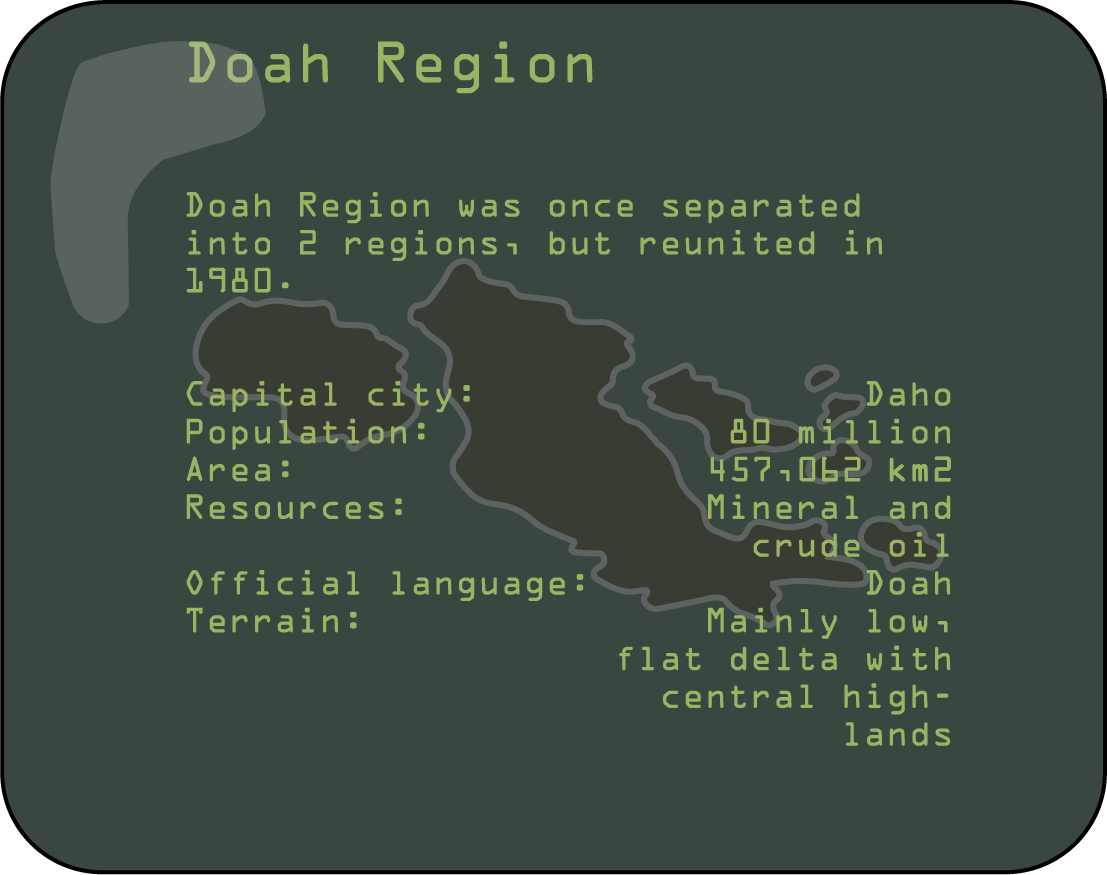 Doah Region
Doah Region was once separated
into 2 regions, but reunited in
1980.
Capital city: Daho
Population: 80 million
Area: 457,062 km2
Resources: Mineral and
crude oil
Official language: Doah
Terrain: Mainly low,
flat delta with
central high-
lands